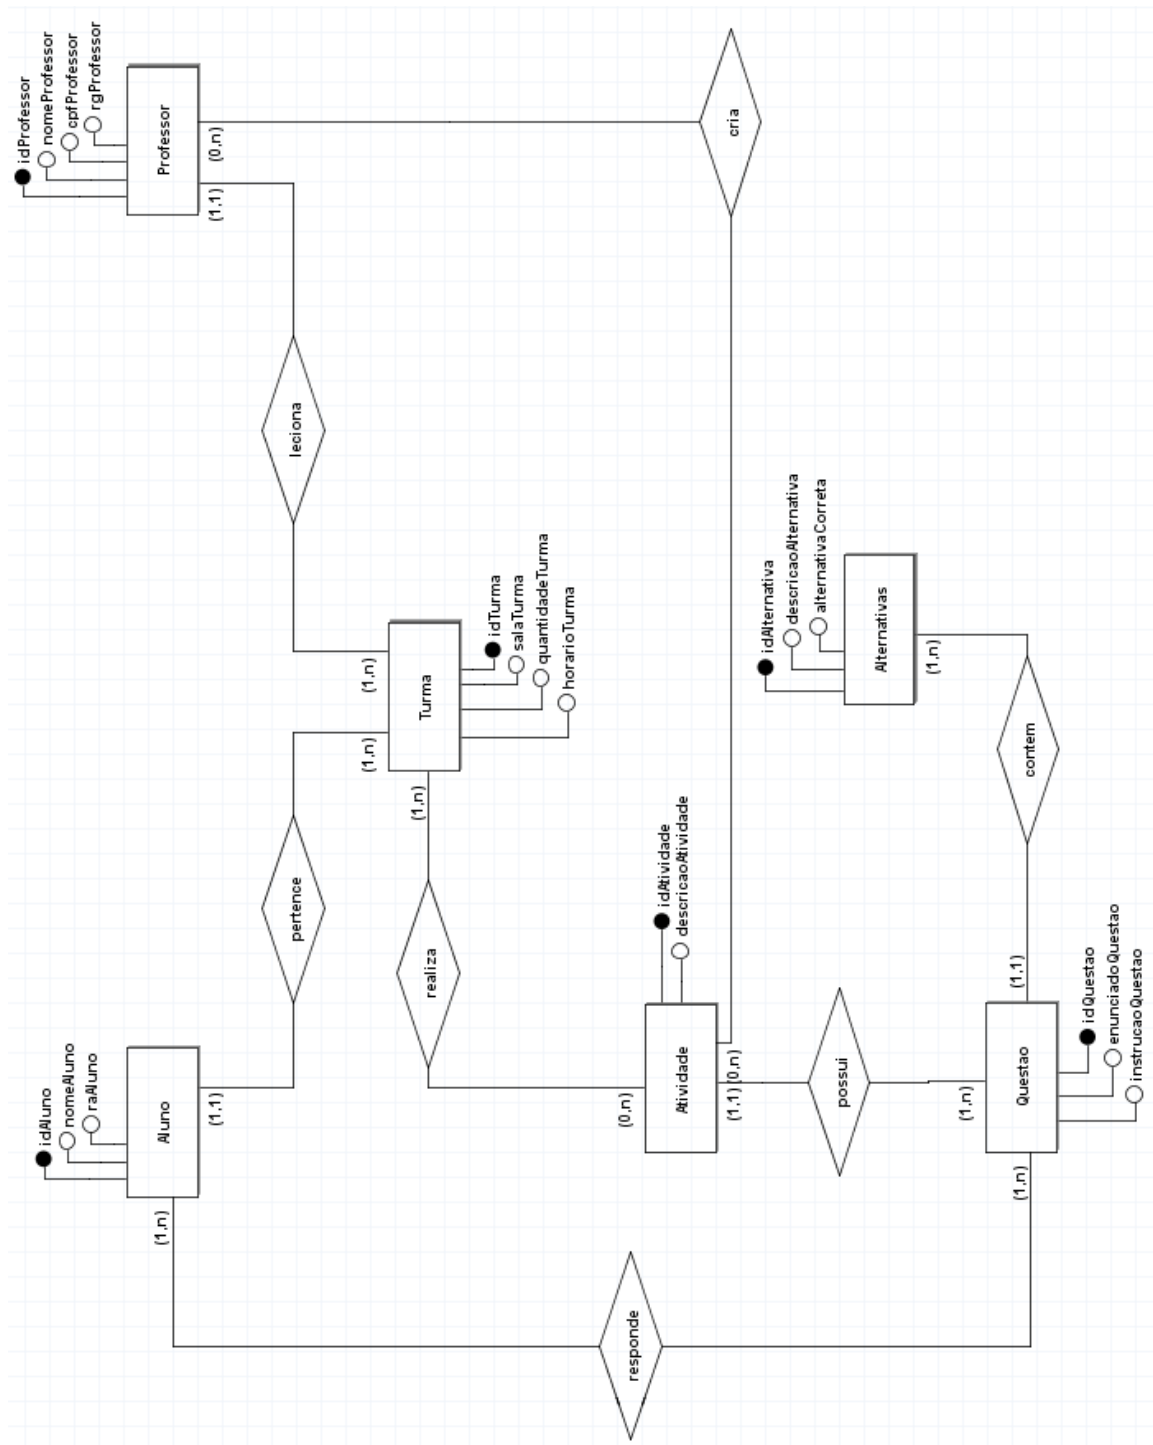 idAluno
nomeAluno
raAluno
Aluno
(1,n)
(1,1)
idProfessor
nomeProfessor
cpfProfessor
rgProfessor
Professor
(1,1)
(0,n)
pertence
leciona
(1,n)
(1,n)
Turma
(1,n)
idTurma
salaTurma
quantidadeTurma
horarioTurma
realiza
responde
(0,n)
idAtividade
descricaoAtividade
Atividade
(1,1)
(0,n)
cria
possui
idAlternativa
descricaoAlternativa
alternativaCorreta
Alternativas
(1,n)
contem
(1,n)
(1,n)
(1,1)
Questao
idQuestao
enunciadoQuestao
instrucaoQuestao